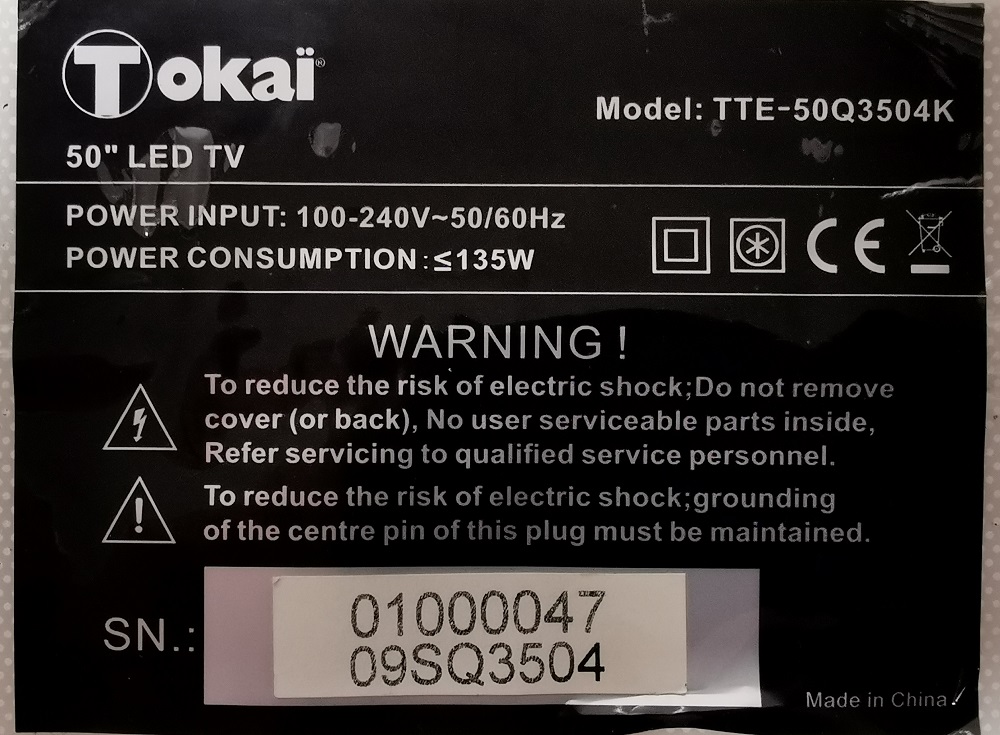 Tokaï®
Model: TTE-50Q3504K
50" LED TV
POWER INPUT: 100-240V~50/60Hz
POWER CONSUMPTION:≤135W
CE
WARNING !
To reduce the risk of electric shock;Do not remove
cover (or back), No user serviceable parts inside,
Refer servicing to qualified service personnel.
To reduce the risk of electric shock;grounding
of the centre pin of this plug must be maintained.
SN.:
01000047
09SQ3504
Made in China